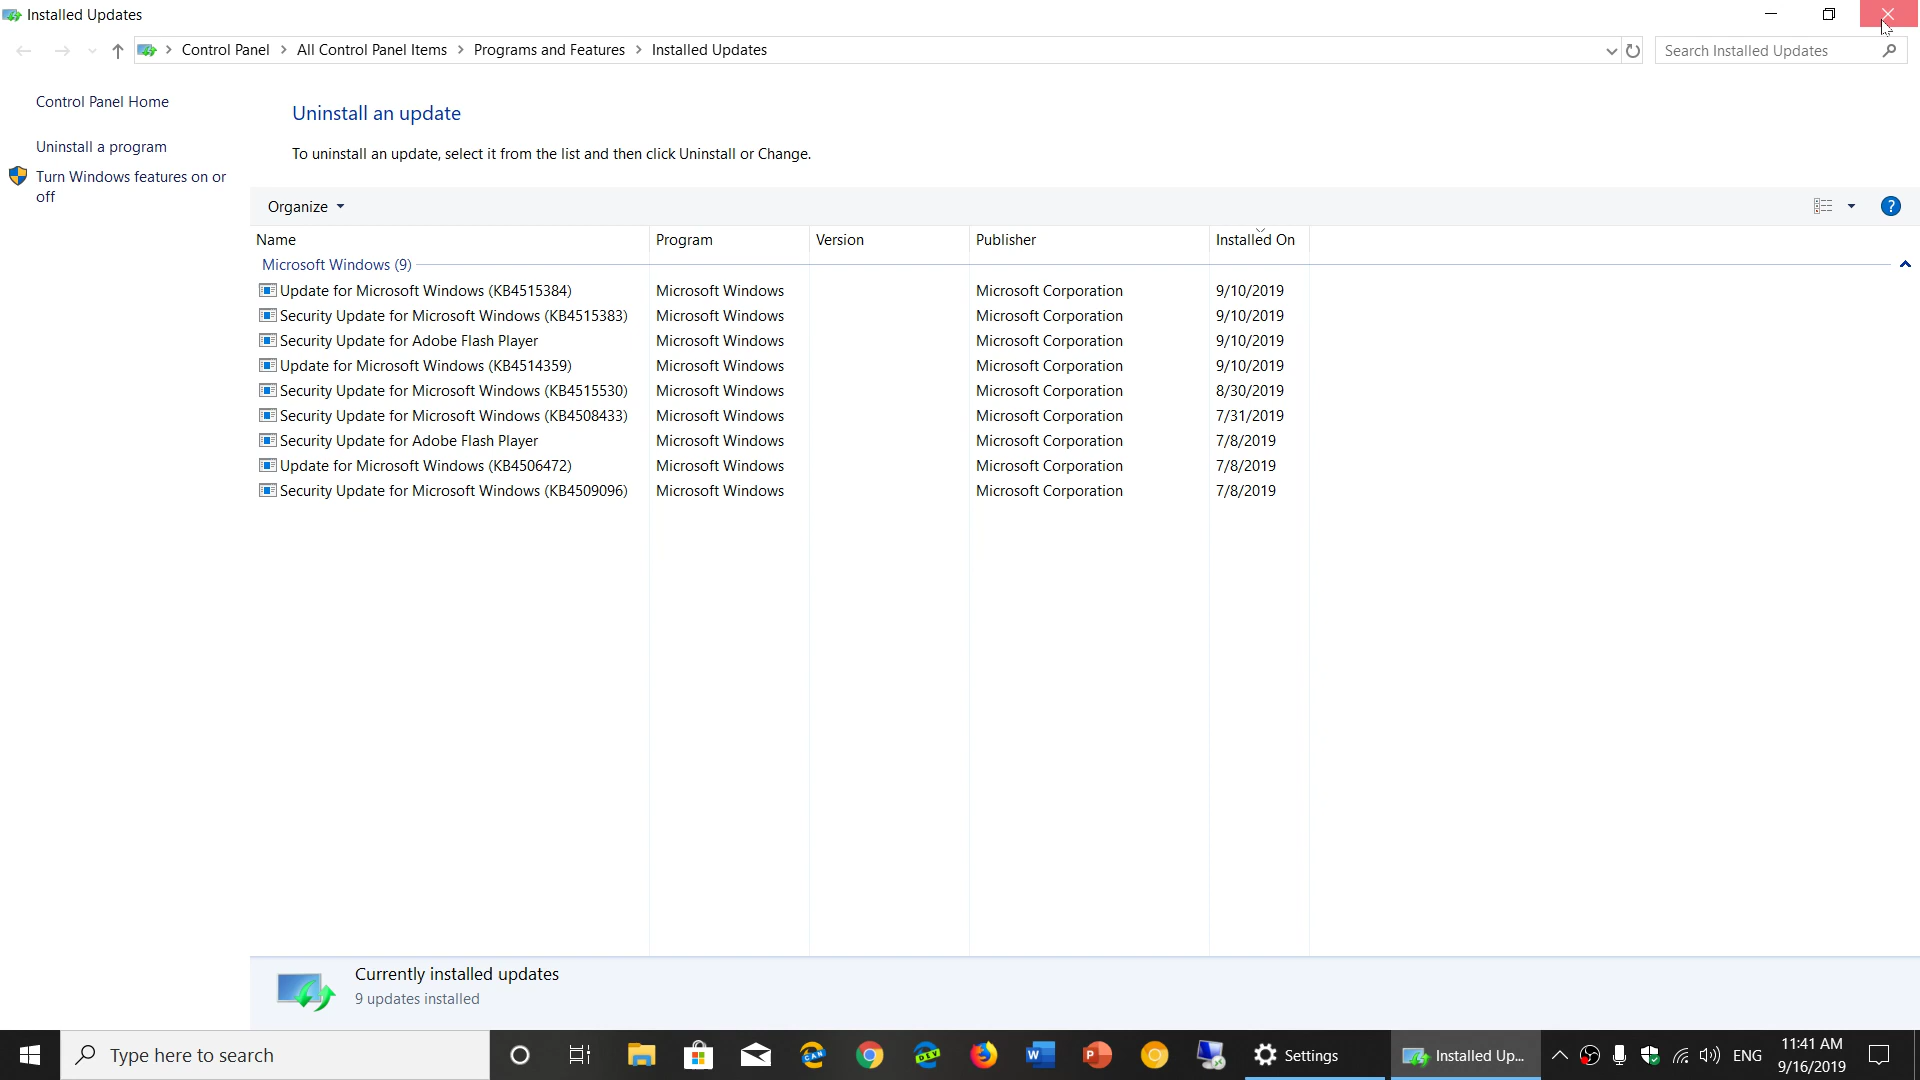 Installed Updates
Control Panel > All Control Panel Items > Programs and Features > Installed Updates
Search Installed Updates
Control Panel Home
Uninstall a program
Turn Windows features on or
off
Uninstall an update
To uninstall an update, select it from the list and then click Uninstall or Change.
Organize
?
Name Program Version Publisher Installed On
Microsoft Windows (9)
Update for Microsoft Windows (KB4515384) Microsoft Windows Microsoft Corporation 9/10/2019
Security Update for Microsoft Windows (KB4515383) Microsoft Windows Microsoft Corporation 9/10/2019
Security Update for Adobe Flash Player Microsoft Windows Microsoft Corporation 9/10/2019
Update for Microsoft Windows (KB4514359) Microsoft Windows Microsoft Corporation 9/10/2019
Security Update for Microsoft Windows (KB4515530) Microsoft Windows Microsoft Corporation 8/30/2019
Security Update for Microsoft Windows (KB4508433) Microsoft Windows Microsoft Corporation 7/31/2019
Security Update for Adobe Flash Player Microsoft Windows Microsoft Corporation 7/8/2019
Update for Microsoft Windows (KB4506472) Microsoft Windows Microsoft Corporation 7/8/2019
Security Update for Microsoft Windows (KB4509096) Microsoft Windows Microsoft Corporation 7/8/2019
Currently installed updates
9 updates installed
Type here to search
CAN
DEV
Settings
Installed Up...
ENG
11:41 AM
9/16/2019